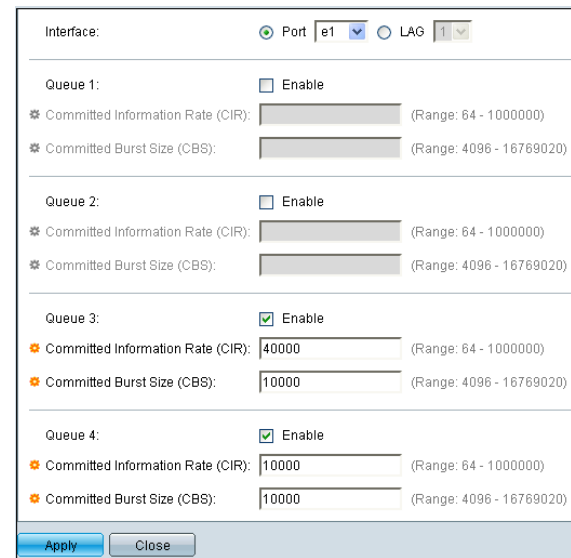 Interface: Port e1 LAG 1
Queue 1: Enable
Committed Information Rate (CIR): (Range: 64 - 1000000)
Committed Burst Size (CBS): (Range: 4096 - 16769020)
Queue 2: Enable
Committed Information Rate (CIR): (Range: 64 - 1000000)
Committed Burst Size (CBS): (Range: 4096 - 16769020)
Queue 3: Enable
Committed Information Rate (CIR): 40000 (Range: 64 - 1000000)
Committed Burst Size (CBS): 10000 (Range: 4096 - 16769020)
Queue 4: Enable
Committed Information Rate (CIR): 10000 (Range: 64 - 1000000)
Committed Burst Size (CBS): 10000 (Range: 4096 - 16769020)
Apply Close